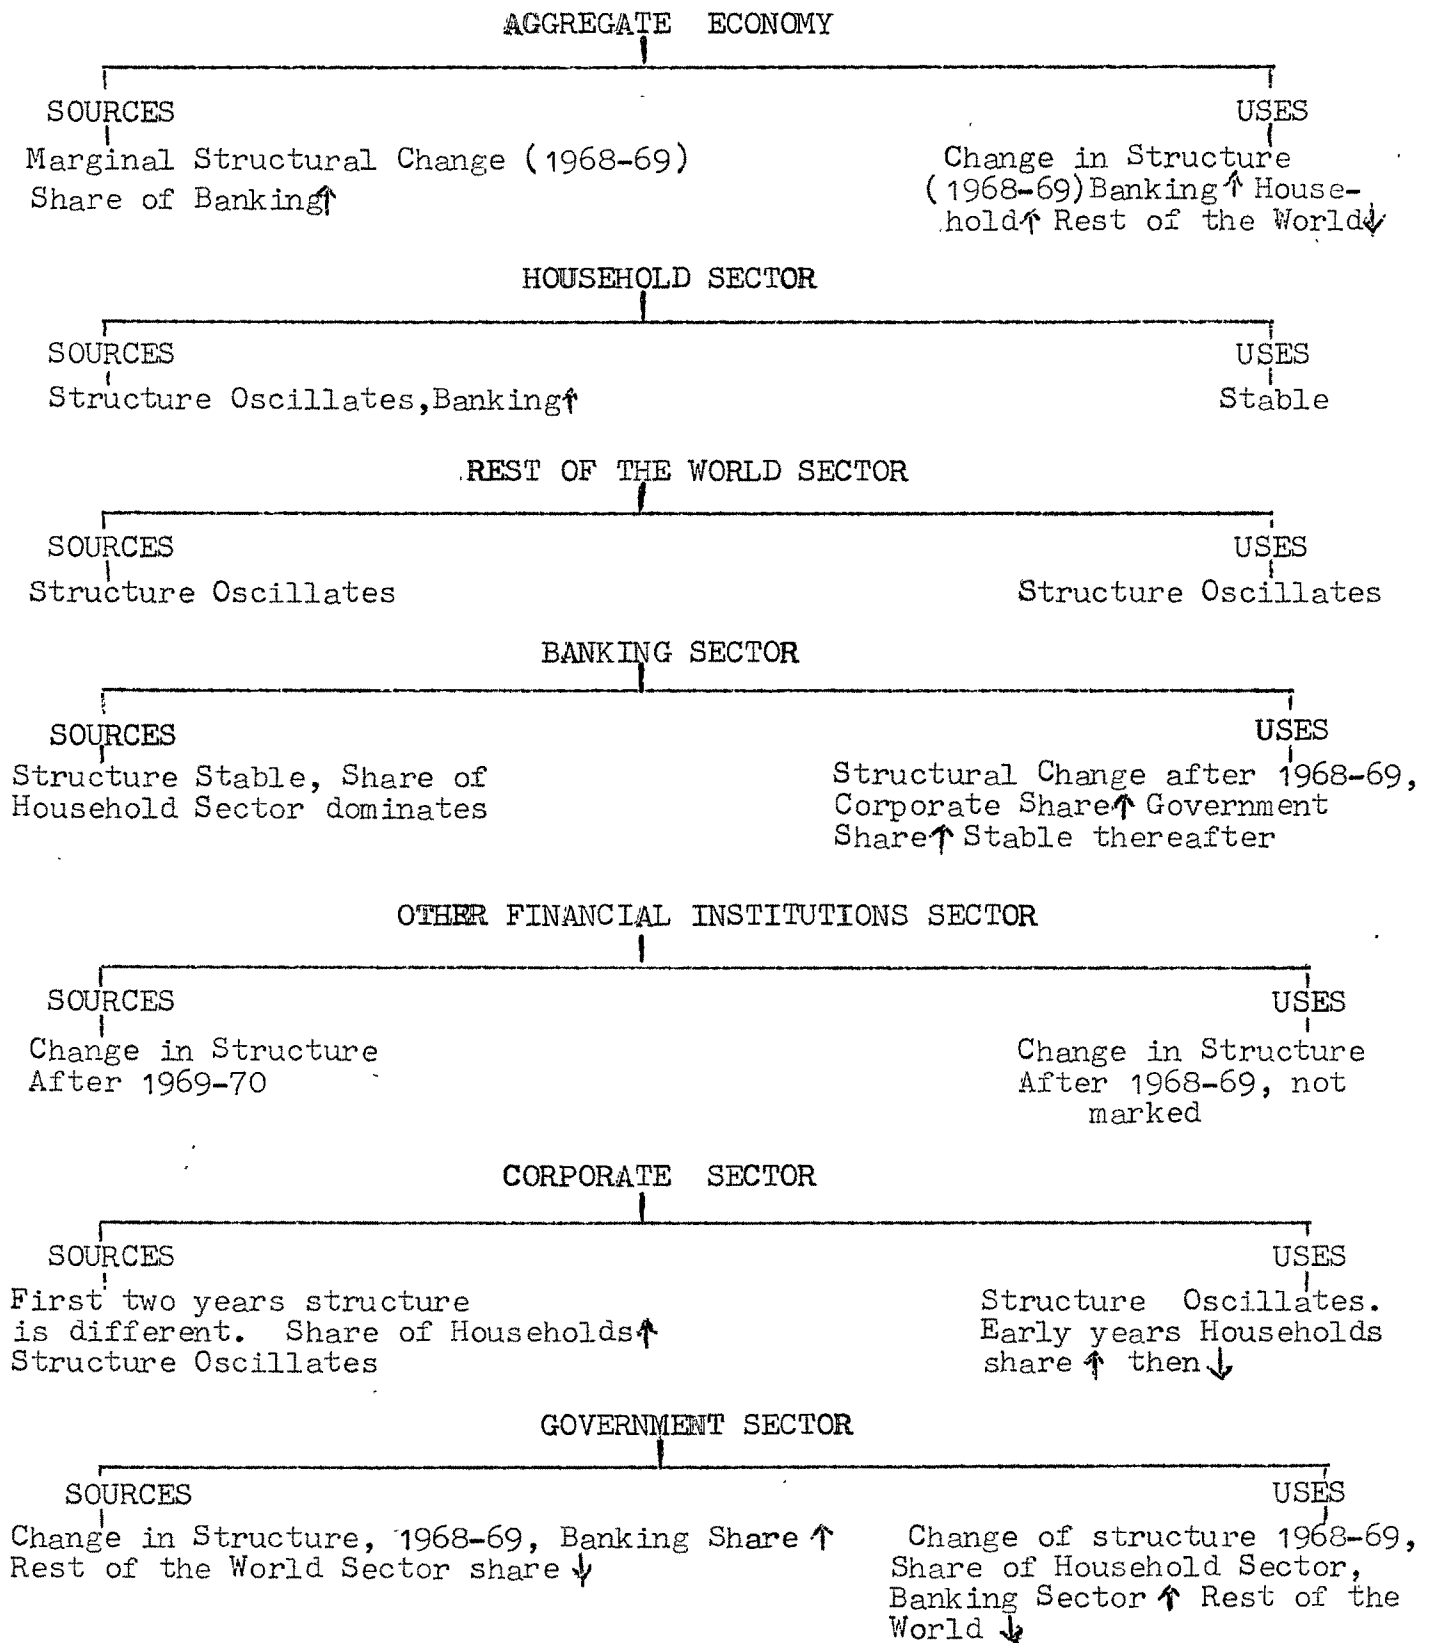 AGGREGATE ECONOMY
SOURCES USES
Marginal Structural Change (1968-69)
Share of Banking↑
Change in Structure
(1968-69)Banking↑ House-
hold↑ Rest of the World↓
HOUSEHOLD SECTOR
SOURCES USES
Structure Oscillates,Banking↑ Stable
REST OF THE WORLD SECTOR
SOURCES USES
Structure Oscillates Structure Oscillates
BANKING SECTOR
SOURCES USES
Structure Stable, Share of
Household Sector dominates
Structural Change after 1968-69,
Corporate Share↑ Government
Share↑ Stable thereafter
OTHER FINANCIAL INSTITUTIONS SECTOR
SOURCES USES
Change in Structure
After 1969-70
Change in Structure
After 1968-69, not
marked
CORPORATE SECTOR
SOURCES USES
First two years structure
is different. Share of Households↑
Structure Oscillates
Structure Oscillates.
Early years Households
share ↑ then↓
GOVERNMENT SECTOR
SOURCES USES
Change in Structure, 1968-69, Banking Share ↑
Rest of the World Sector share ↓
Change of structure 1968-69,
Share of Household Sector,
Banking Sector ↑ Rest of the
World ↓